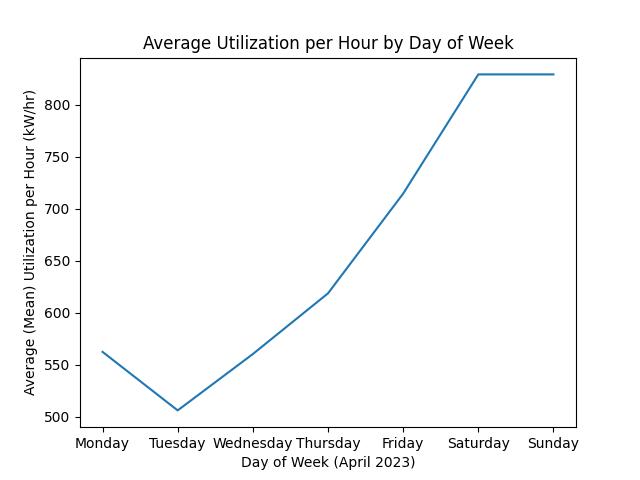 Average Utilization per Hour by Day of Week
Average (Mean) Utilization per Hour (kW/hr)
800
750
700
650
600
550
500
Monday Tuesday Wednesday Thursday Friday Saturday Sunday
Day of Week (April 2023)